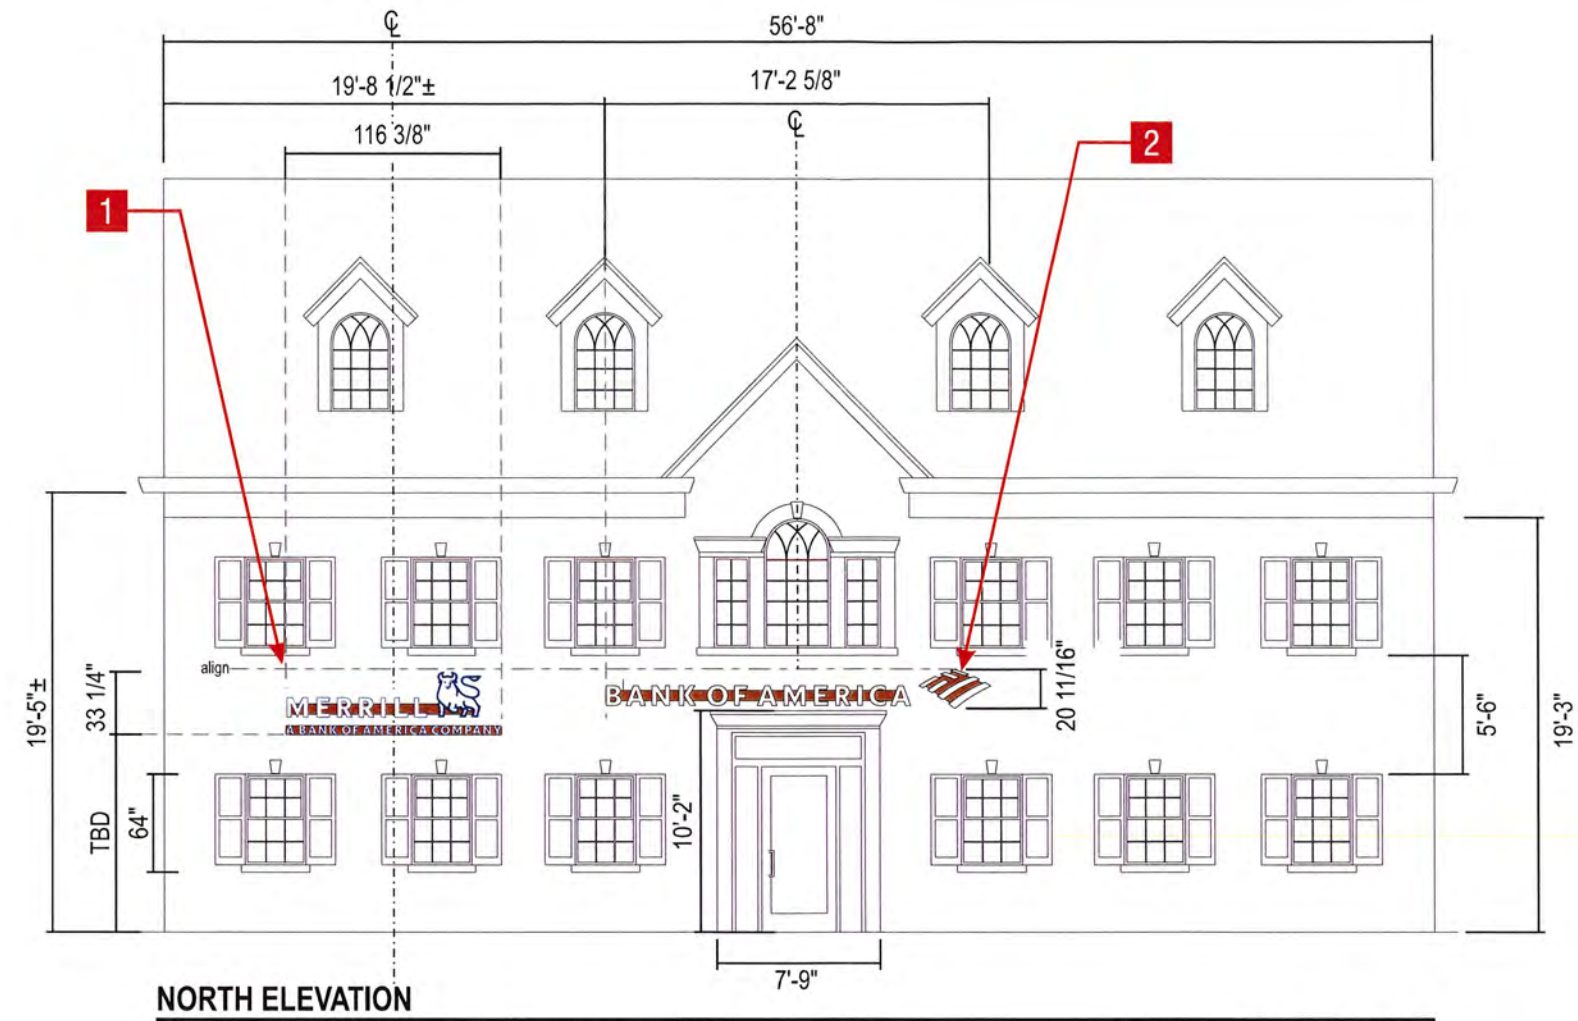 ℄
56'-8"
19'-8 1/2"±
17'-2 5/8"
116 3/8"
℄
2
1
align
MERRILL
A BANK OF AMERICA COMPANY
BANK OF AMERICA
20 11/16"
33 1/4"
19'-5"±
5'-6"
19'-3"
TBD
64"
10'-2"
7'-9"
NORTH ELEVATION